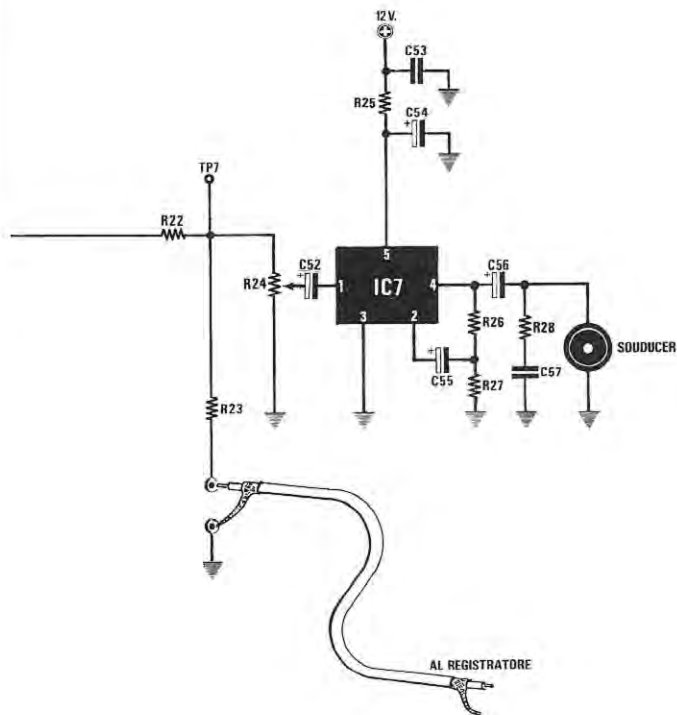 12 V.
C53
R25
C54
TP7
R22
R24
C52
1
5
IC7
4
3
2
C56
R26
R28
SOUDUCER
C55
R27
C57
R23
AL REGISTRATORE